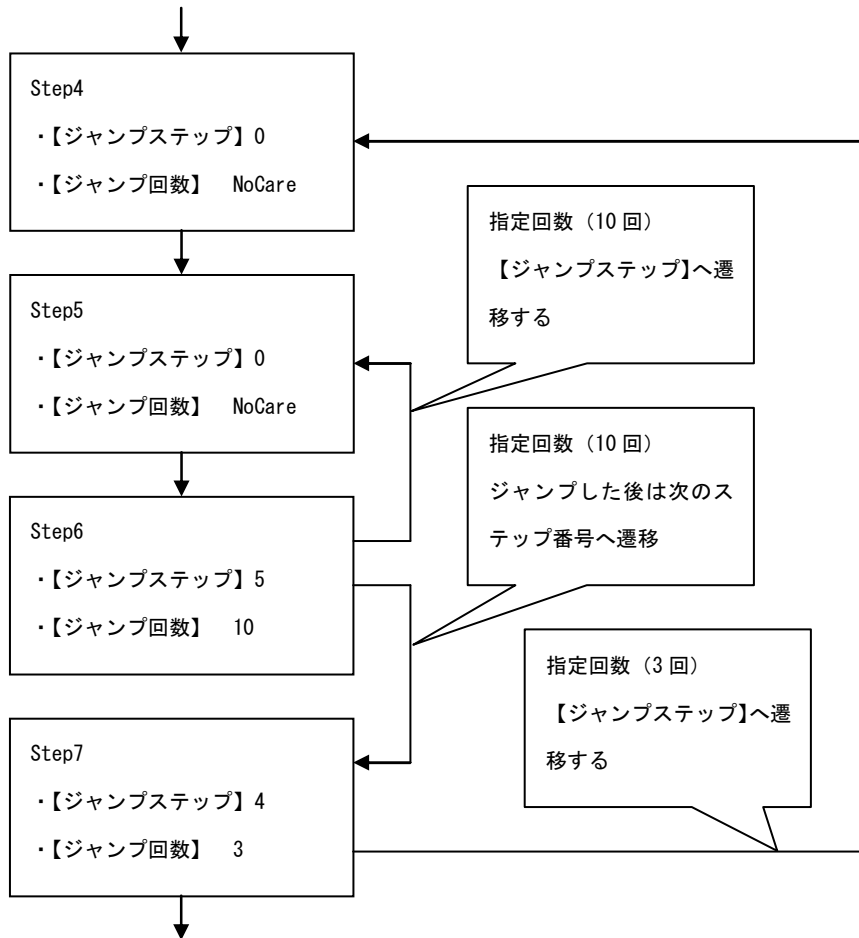 Step4
・【ジャンプステップ】0
・【ジャンプ回数】 NoCare
指定回数（10 回）
【ジャンプステップ】へ遷
移する
Step5
・【ジャンプステップ】0
・【ジャンプ回数】 NoCare
指定回数（10 回）
ジャンプした後は次のス
テップ番号へ遷移
Step6
・【ジャンプステップ】5
・【ジャンプ回数】 10
指定回数（3 回）
【ジャンプステップ】へ遷
移する
Step7
・【ジャンプステップ】4
・【ジャンプ回数】 3